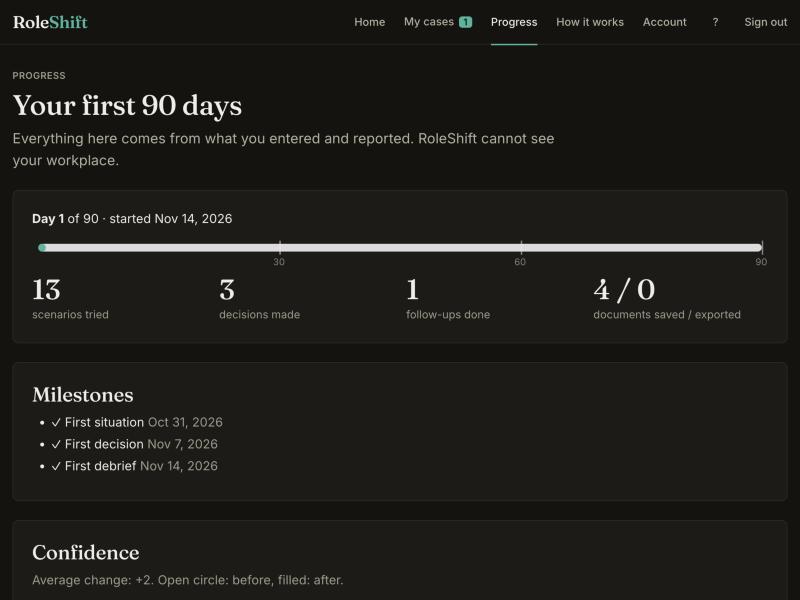 RoleShift
Home
My cases 1
Progress
How it works
Account
?
Sign out
PROGRESS
Your first 90 days
Everything here comes from what you entered and reported. RoleShift cannot see
your workplace.
Day 1 of 90 · started Nov 14, 2026
30
60
90
13
scenarios tried
3
decisions made
1
follow-ups done
4 / 0
documents saved / exported
Milestones
• ✓ First situation Oct 31, 2026
• ✓ First decision Nov 7, 2026
• ✓ First debrief Nov 14, 2026
Confidence
Average change: +2. Open circle: before, filled: after.